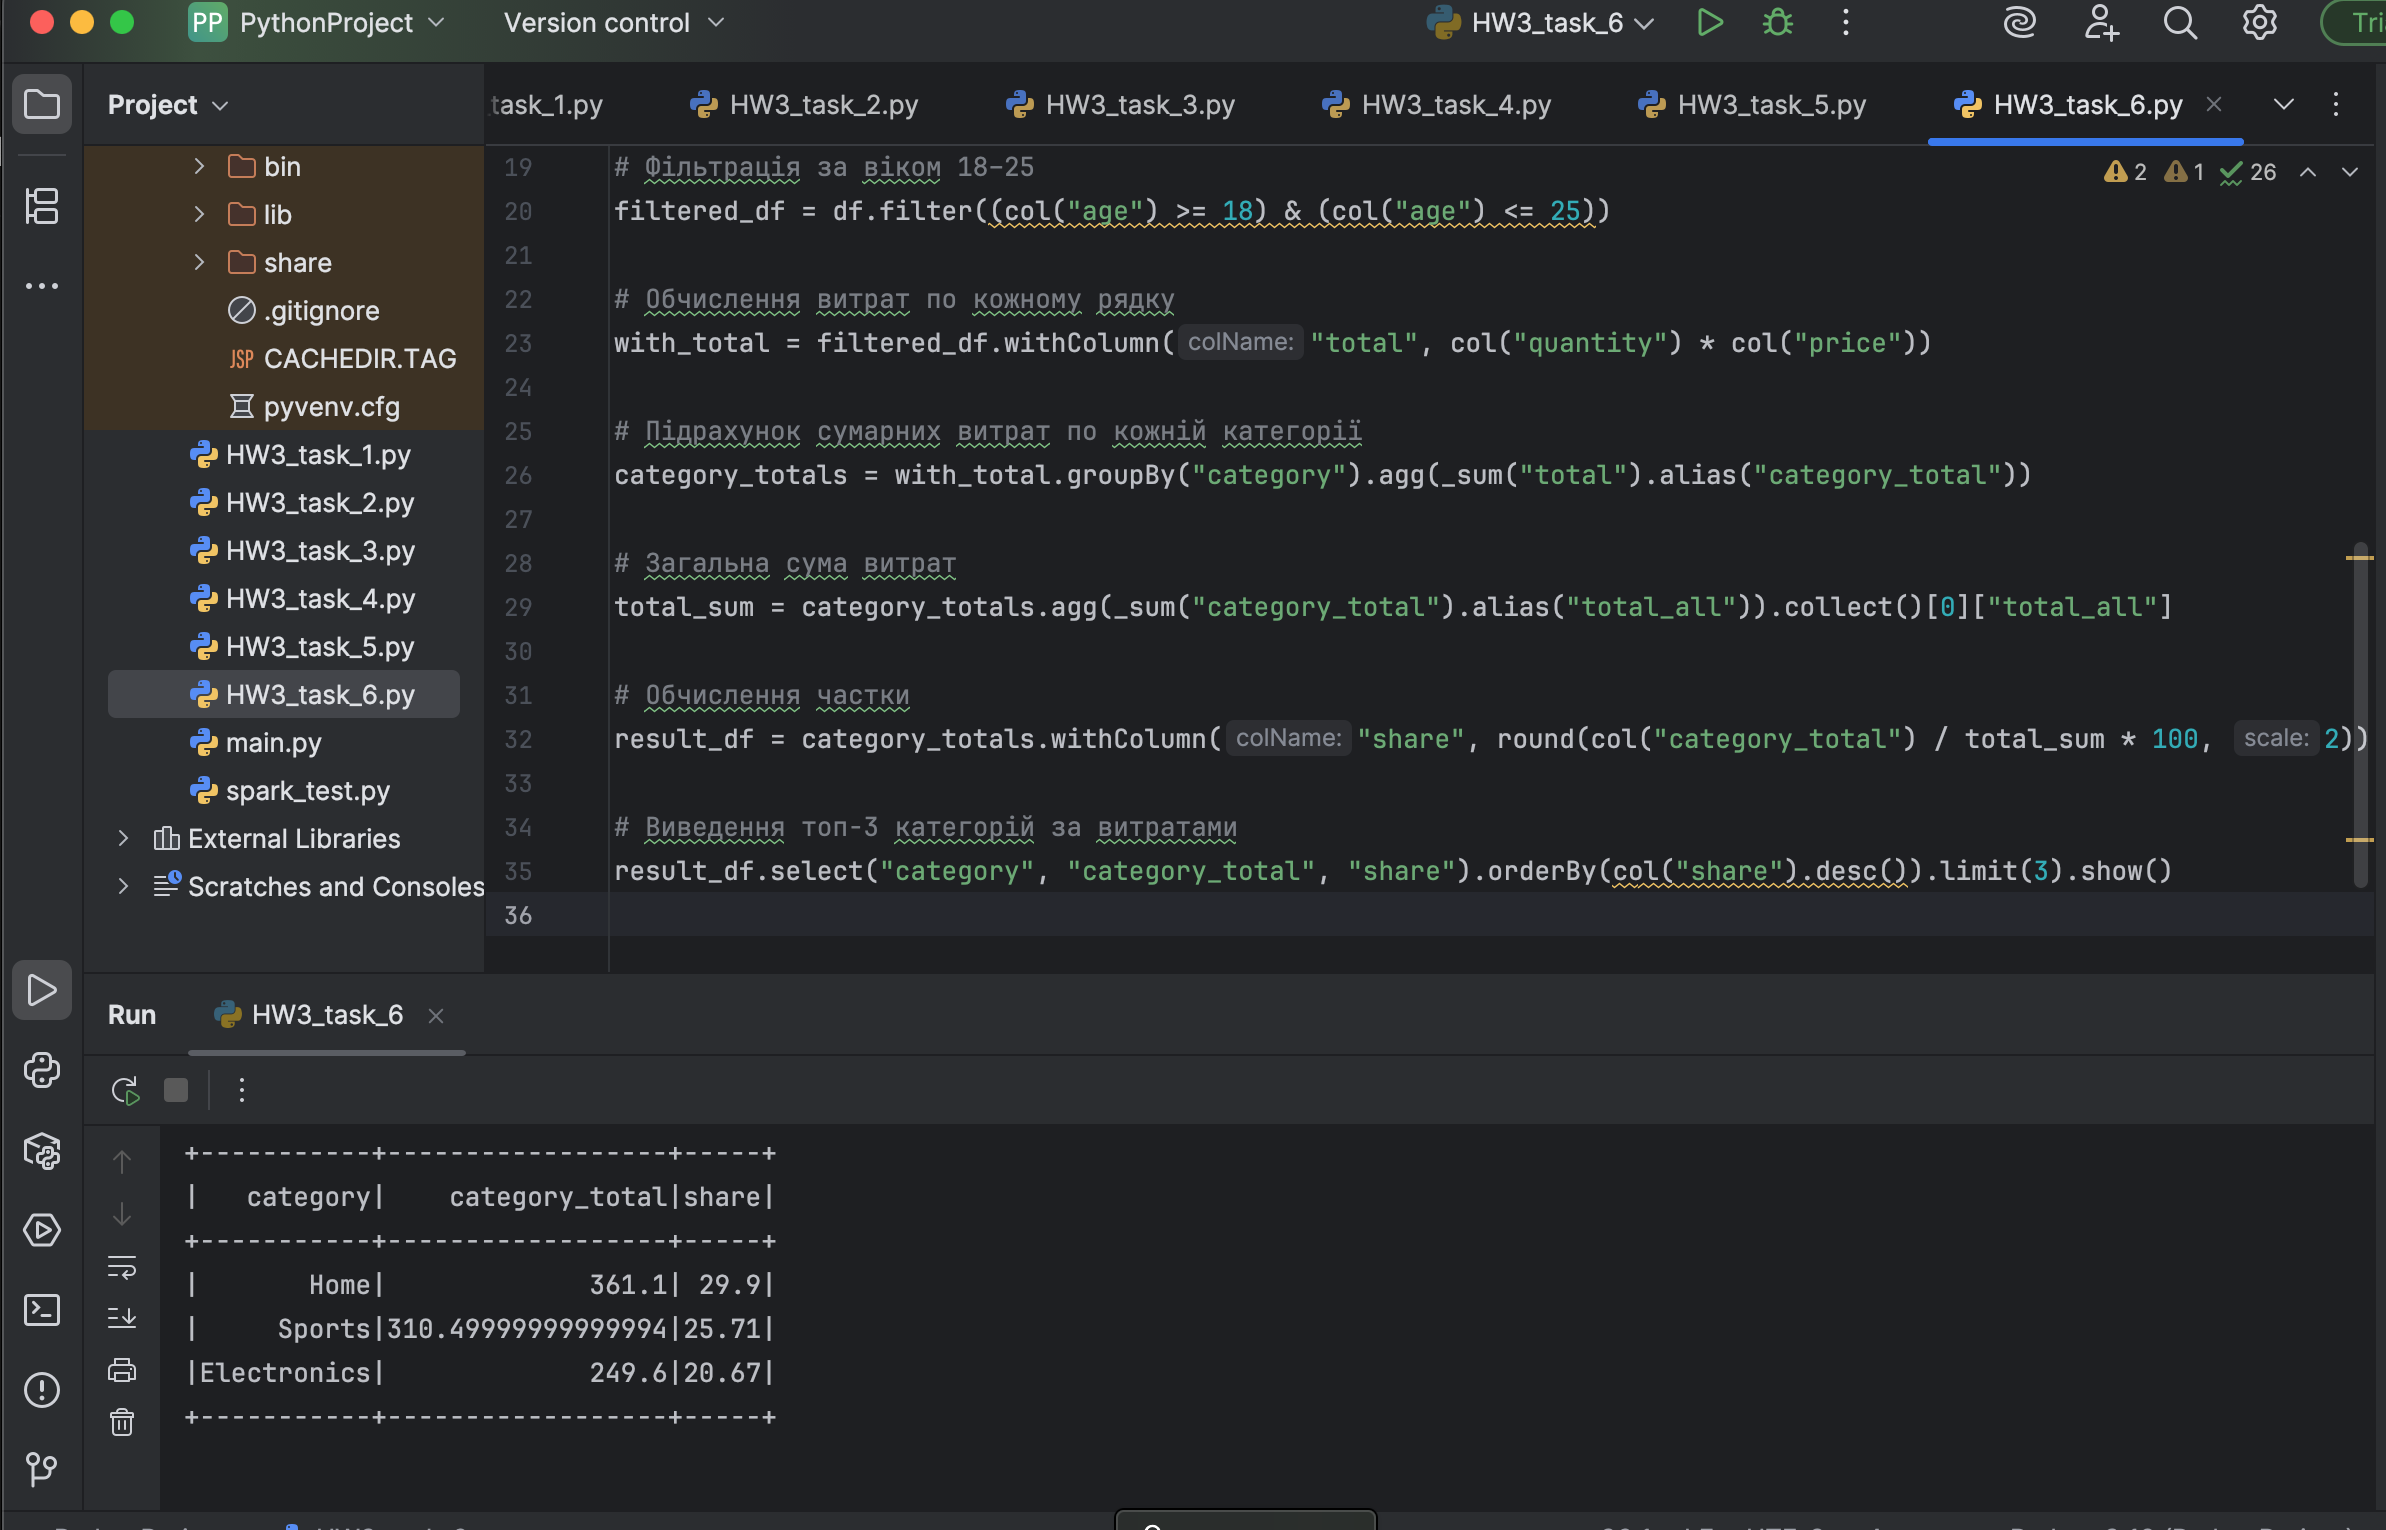 PP PythonProject Version control HW3_task_6 Tri
Project
bin
lib
share
.gitignore
JSP CACHEDIR.TAG
pyvenv.cfg
HW3_task_1.py
HW3_task_2.py
HW3_task_3.py
HW3_task_4.py
HW3_task_5.py
HW3_task_6.py
main.py
spark_test.py
External Libraries
Scratches and Consoles
task_1.py HW3_task_2.py HW3_task_3.py HW3_task_4.py HW3_task_5.py HW3_task_6.py
2 1 26
19 # Фільтрація за віком 18-25
20 filtered_df = df.filter((col("age") >= 18) & (col("age") <= 25))
21
22 # Обчислення витрат по кожному рядку
23 with_total = filtered_df.withColumn( colName: "total", col("quantity") * col("price"))
24
25 # Підрахунок сумарних витрат по кожній категорії
26 category_totals = with_total.groupBy("category").agg(_sum("total").alias("category_total"))
27
28 # Загальна сума витрат
29 total_sum = category_totals.agg(_sum("category_total").alias("total_all")).collect()[0]["total_all"]
30
31 # Обчислення частки
32 result_df = category_totals.withColumn( colName: "share", round(col("category_total") / total_sum * 100, scale: 2))
33
34 # Виведення топ-3 категорій за витратами
35 result_df.select("category", "category_total", "share").orderBy(col("share").desc()).limit(3).show()
36
Run HW3_task_6
+-----------+------------------+-----+
|   category|    category_total|share|
+-----------+------------------+-----+
|       Home|             361.1| 29.9|
|     Sports|310.49999999999994|25.71|
|Electronics|             249.6|20.67|
+-----------+------------------+-----+